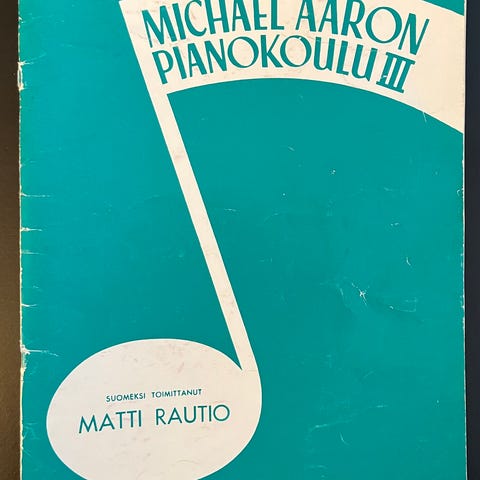 MICHAEL AARON
PIANOKOULU III
SUOMEKSI TOIMITTANUT
MATTI RAUTIO